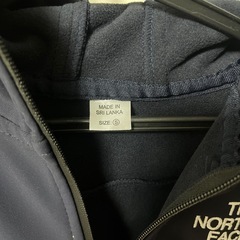 MADE IN
SRI LANKA
SIZE S
THE
NORTH
FACE